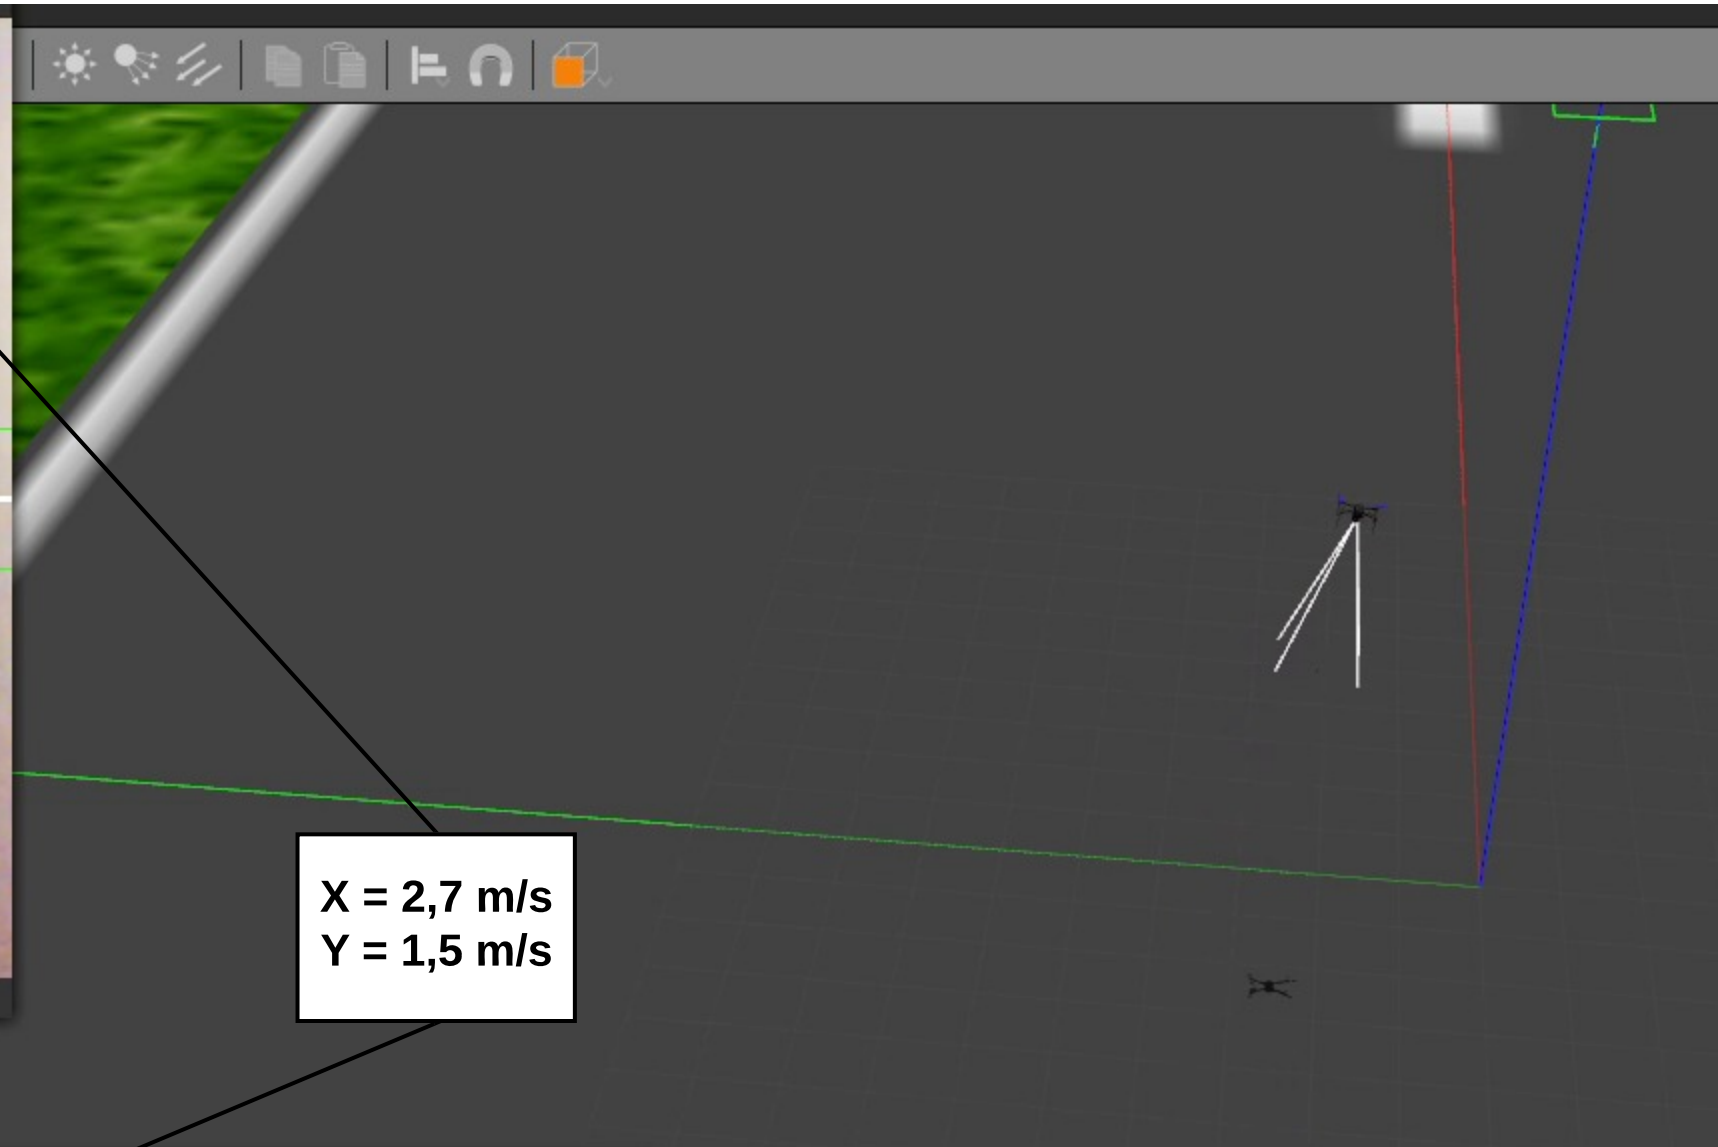 X = 2,7 m/s
Y = 1,5 m/s